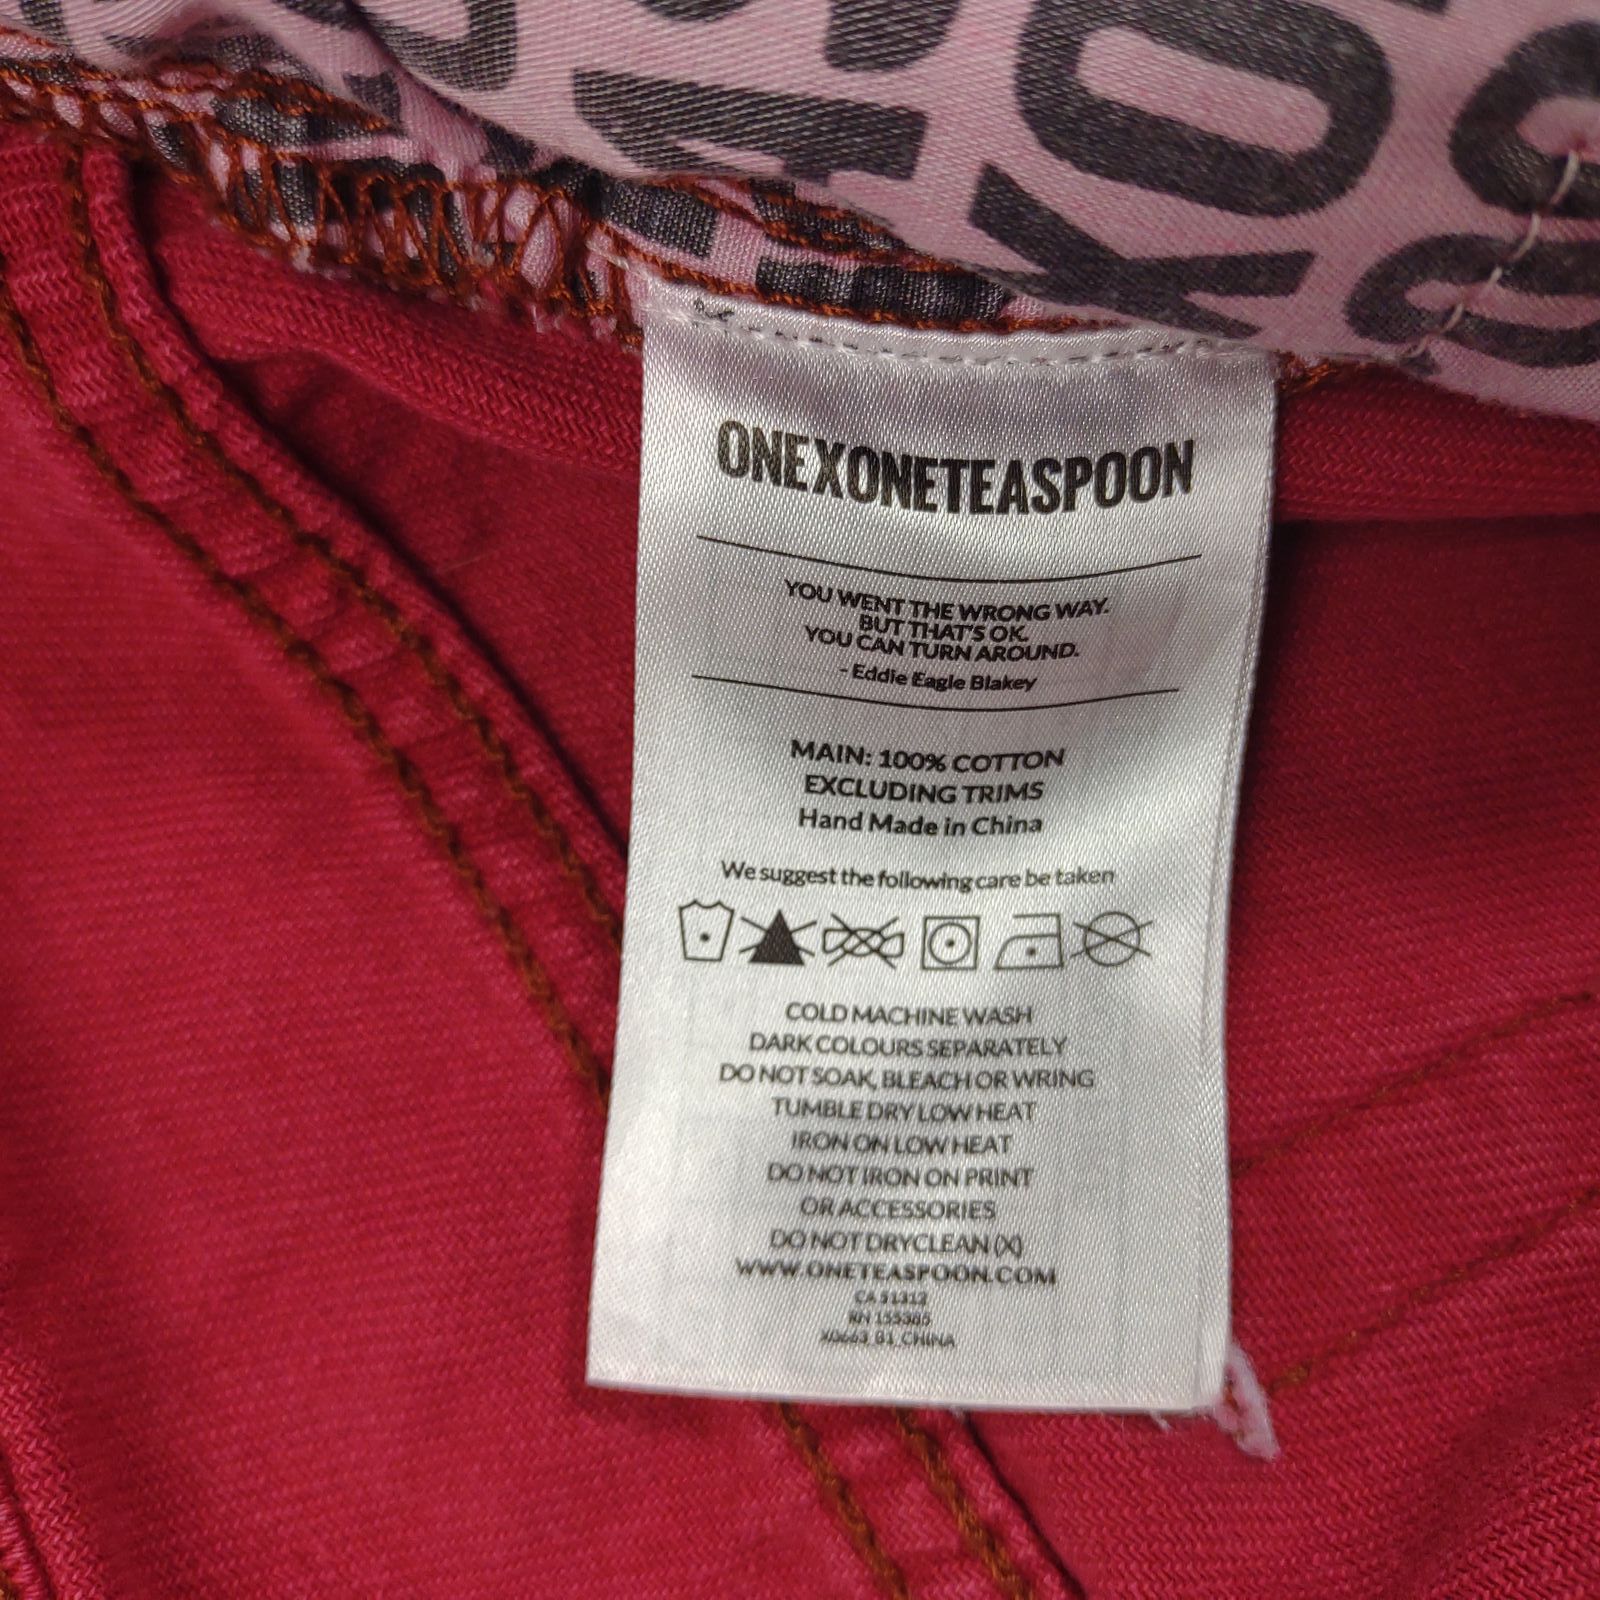 ONEXONETEASPOON
YOU WENT THE WRONG WAY.
BUT THAT'S OK.
YOU CAN TURN AROUND.
- Eddie Eagle Blakey
MAIN: 100% COTTON
EXCLUDING TRIMS
Hand Made in China
We suggest the following care be taken
COLD MACHINE WASH
DARK COLOURS SEPARATELY
DO NOT SOAK, BLEACH OR WRING
TUMBLE DRY LOW HEAT
IRON ON LOW HEAT
DO NOT IRON ON PRINT
OR ACCESSORIES
DO NOT DRYCLEAN (X)
WWW.ONETEASPOON.COM
CA 51312
RN 155385
CHINA